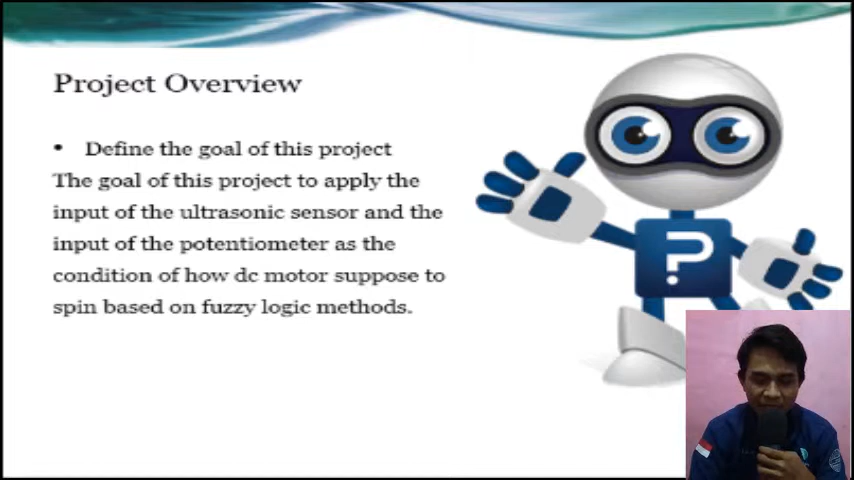 Project Overview
• Define the goal of this project
The goal of this project to apply the
input of the ultrasonic sensor and the
input of the potentiometer as the
condition of how dc motor suppose to
spin based on fuzzy logic methods.
?